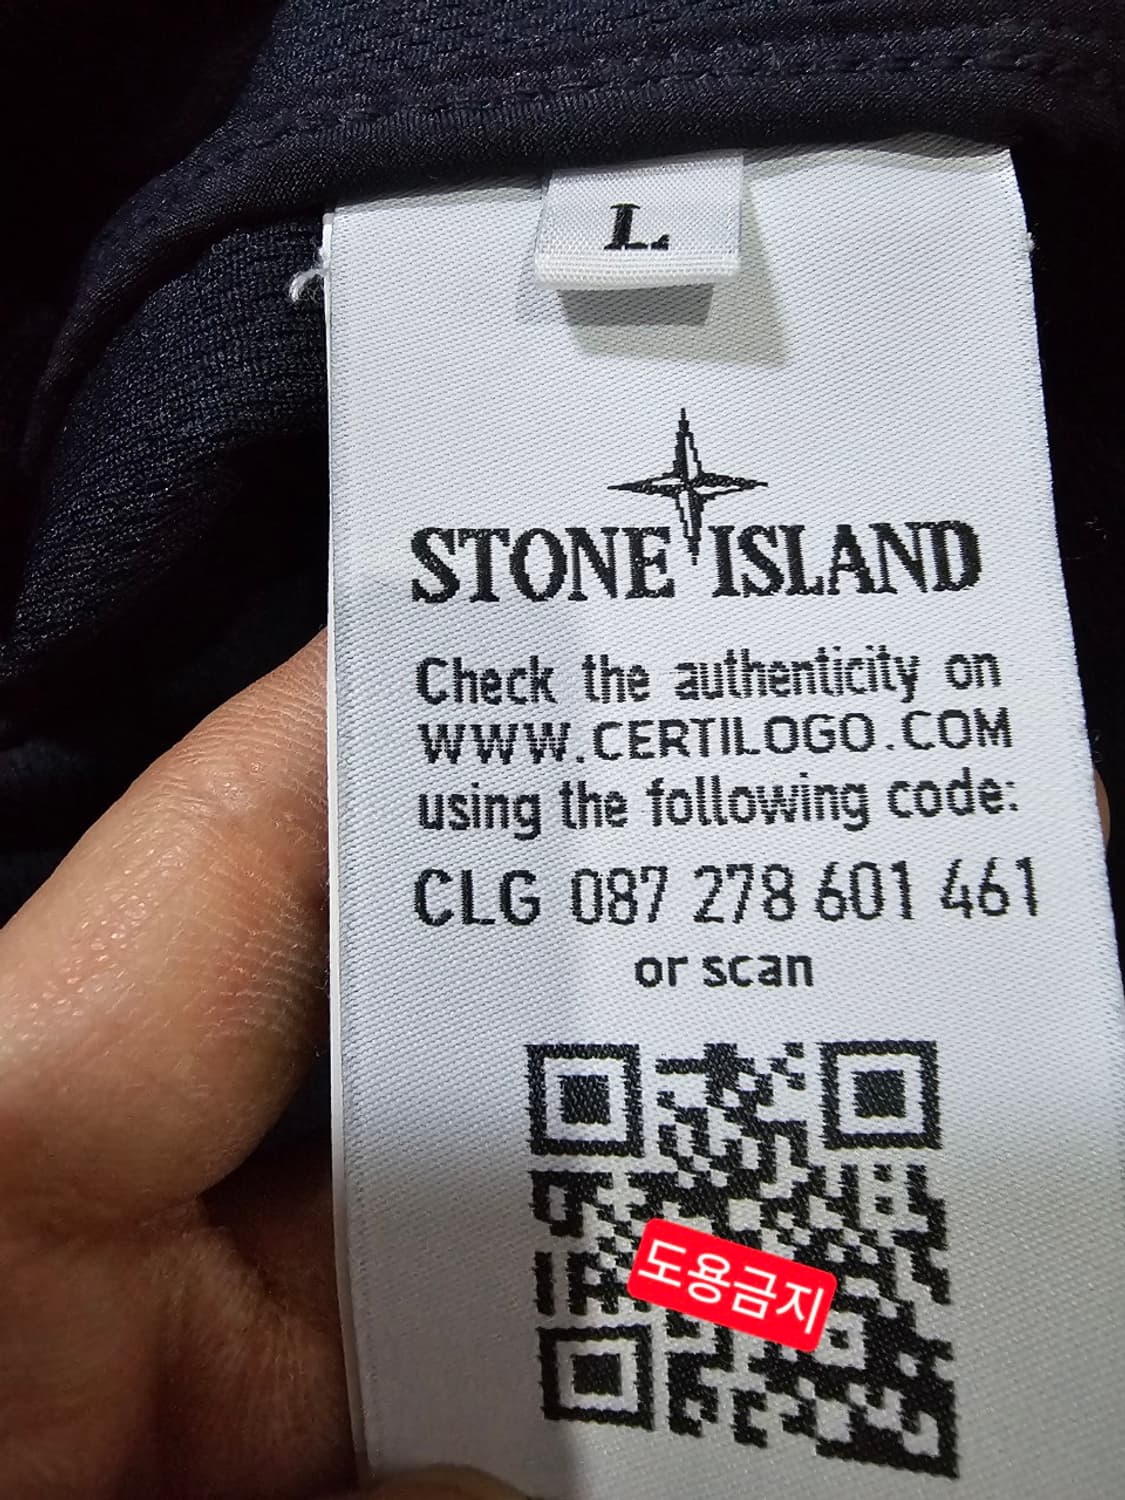 L
STONE ISLAND
Check the authenticity on
WWW.CERTILOGO.COM
using the following code:
CLG 087 278 601 461
or scan
도용금지